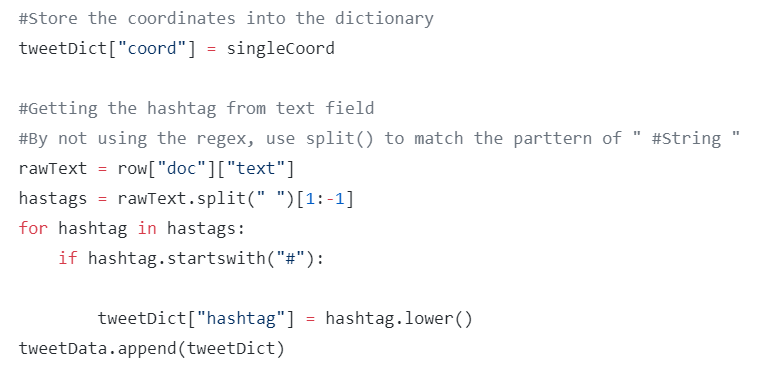 #Store the coordinates into the dictionary
tweetDict["coord"] = singleCoord
#Getting the hashtag from text field
#By not using the regex, use split() to match the parttern of " #String "
rawText = row["doc"]["text"]
hastags = rawText.split(" ")[1:-1]
for hashtag in hastags:
    if hashtag.startswith("#"):
        tweetDict["hashtag"] = hashtag.lower()
tweetData.append(tweetDict)